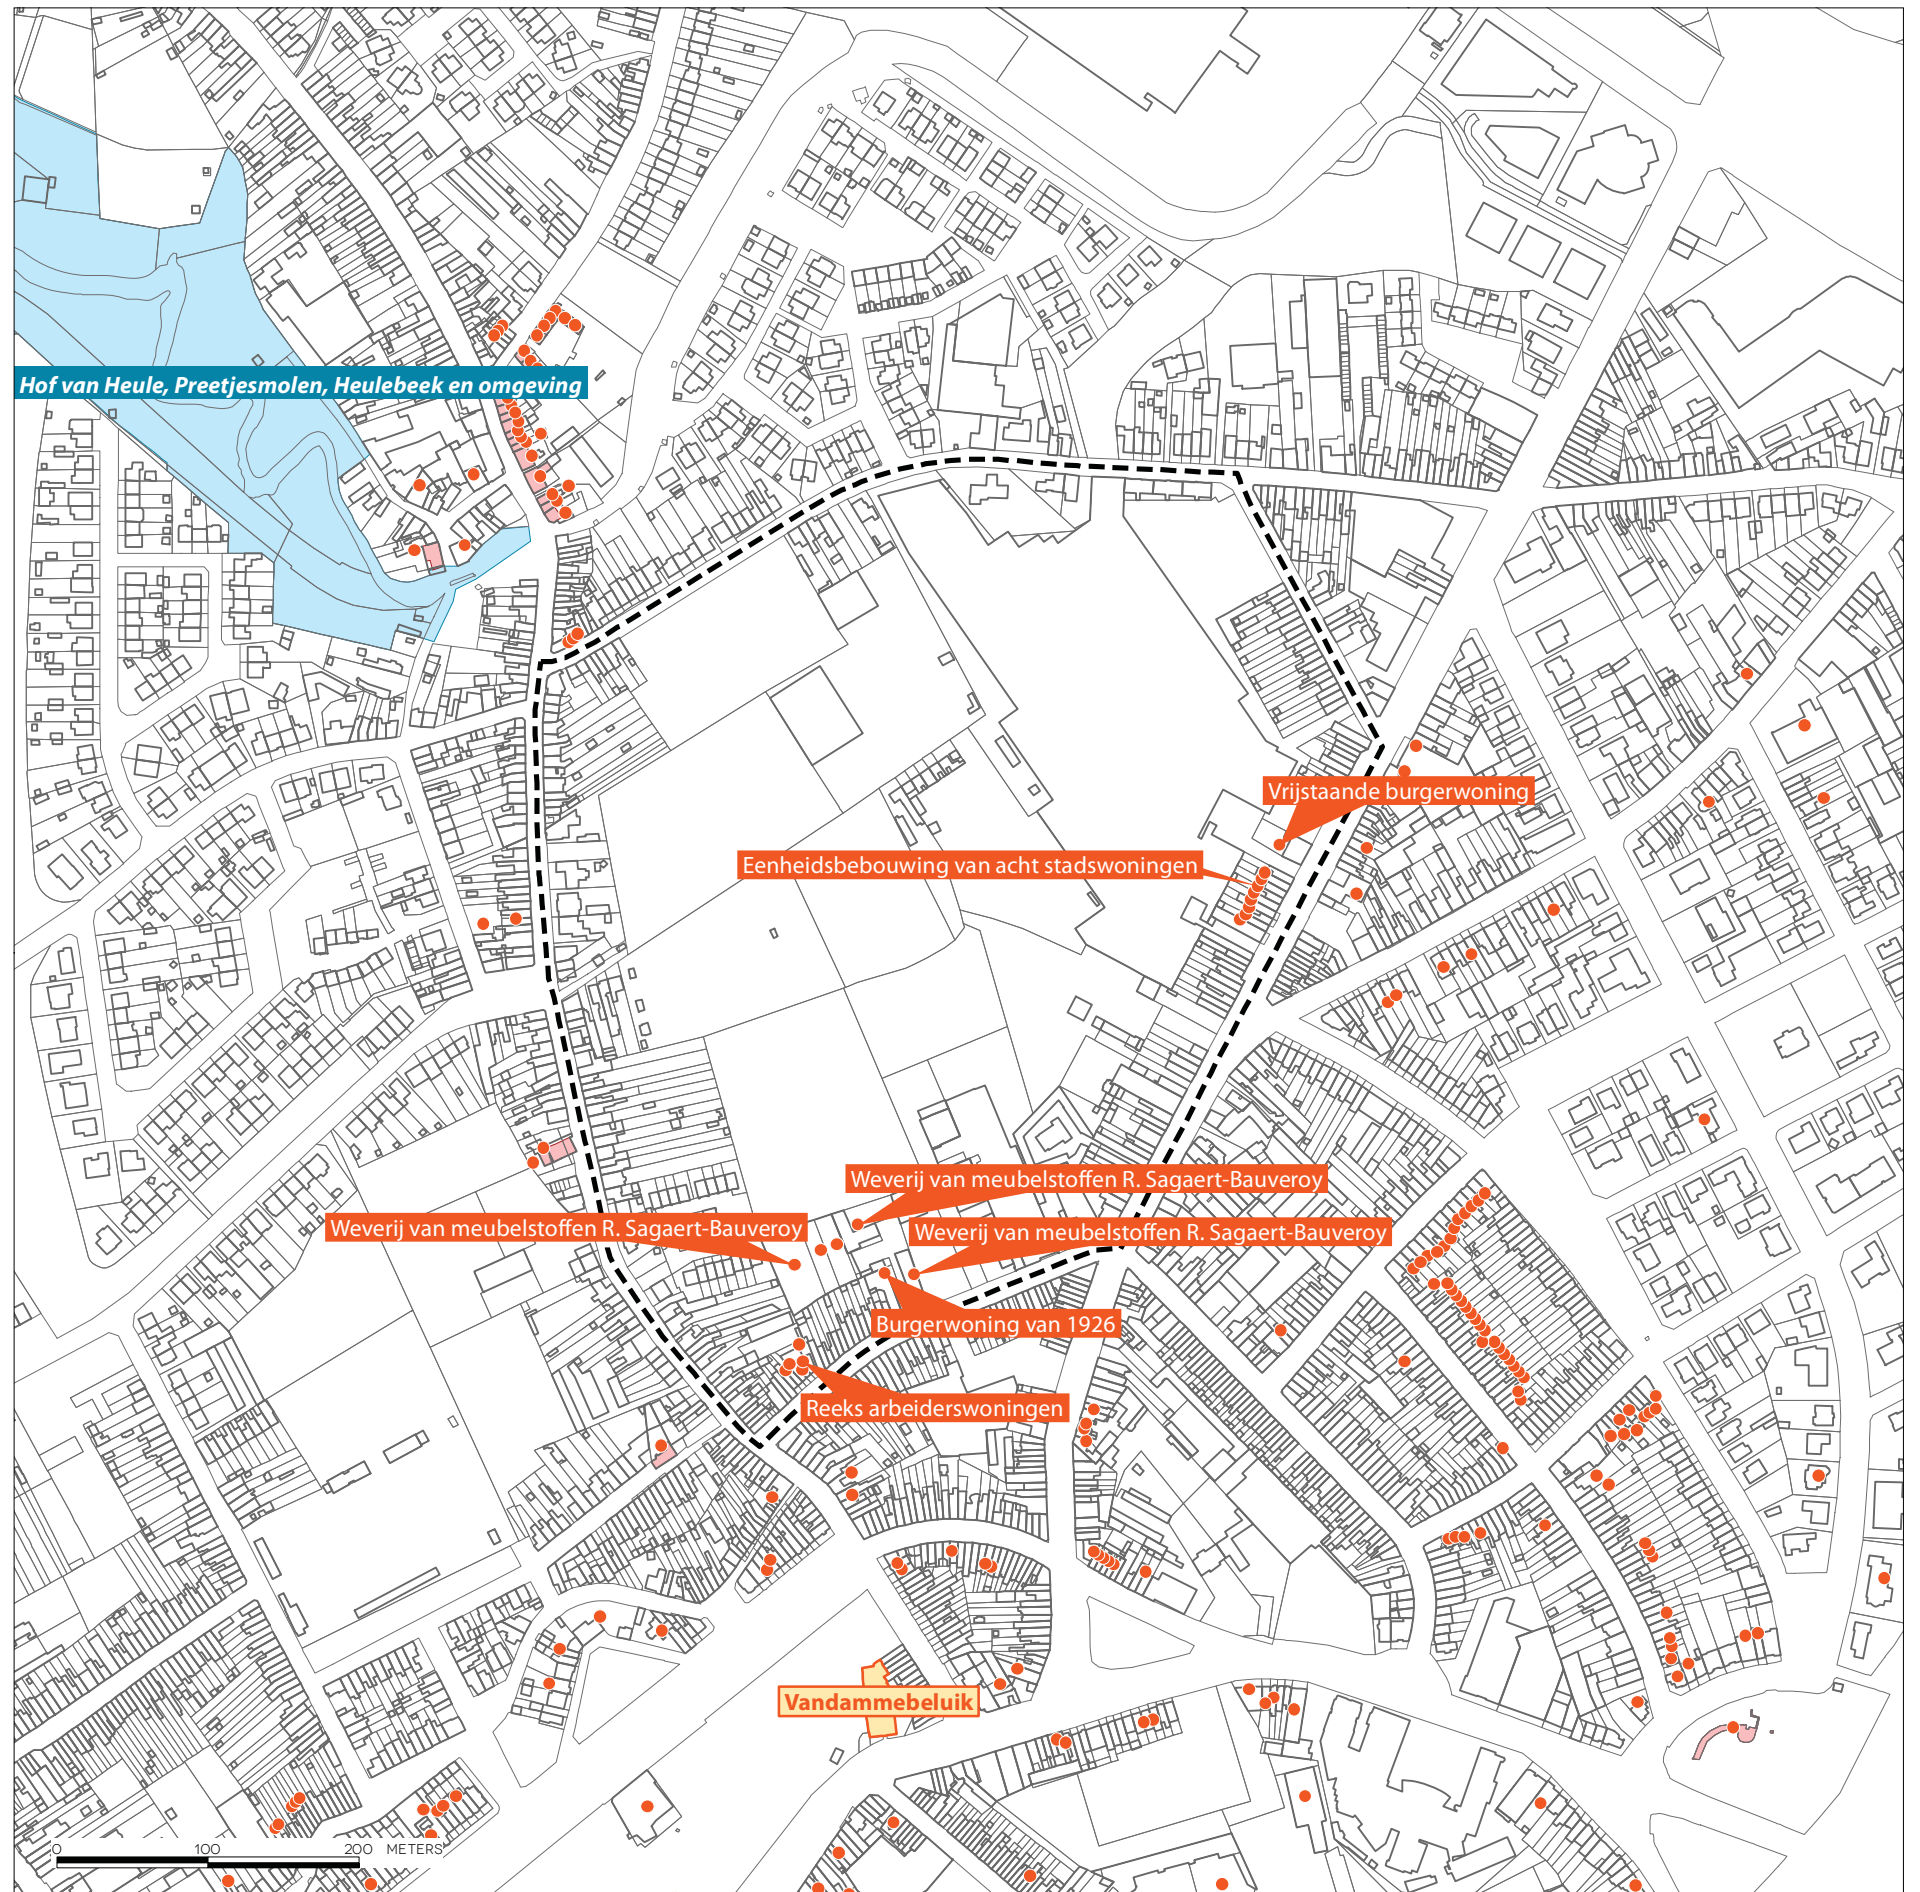 Hof van Heule, Preetjesmolen, Heulebeek en omgeving
Vrijstaande burgerwoning
Eenheidsbebouwing van acht stadswoningen
Weverij van meubelstoffen R. Sagaert-Bauveroy
Weverij van meubelstoffen R. Sagaert-Bauveroy
Weverij van meubelstoffen R. Sagaert-Bauveroy
Burgerwoning van 1926
Reeks arbeiderswoningen
Vandammebeluik
0 100 200 METERS